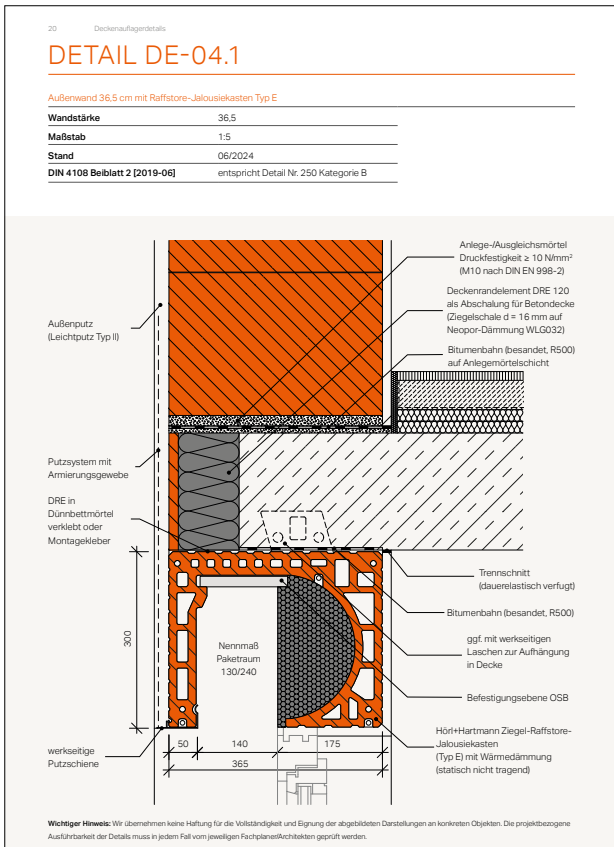 20 Deckenauflagerdetails
DETAIL DE-04.1
Außenwand 36,5 cm mit Raffstore-Jalousiekasten Typ E
Wandstärke 36,5
Maßstab 1:5
Stand 06/2024
DIN 4108 Beiblatt 2 [2019-06] entspricht Detail Nr. 250 Kategorie B
Außenputz
(Leichtputz Typ II)
Putzsystem mit
Armierungsgewebe
DRE in
Dünnbettmörtel
verklebt oder
Montagekleber
300
werkseitige
Putzschiene
Nennmaß
Paketraum
130/240
50 140 175
365
Anlege-/Ausgleichsmörtel
Druckfestigkeit ≥ 10 N/mm²
(M10 nach DIN EN 998-2)
Deckenrandelement DRE 120
als Abschalung für Betondecke
(Ziegelschale d = 16 mm auf
Neopor-Dämmung WLG032)
Bitumenbahn (besandet, R500)
auf Anlegemörtelschicht
Trennschnitt
(dauerelastisch verfugt)
Bitumenbahn (besandet, R500)
ggf. mit werkseitigen
Laschen zur Aufhängung
in Decke
Befestigungsebene OSB
Hörl+Hartmann Ziegel-Raffstore-
Jalousiekasten
(Typ E) mit Wärmedämmung
(statisch nicht tragend)
Wichtiger Hinweis: Wir übernehmen keine Haftung für die Vollständigkeit und Eignung der abgebildeten Darstellungen an konkreten Objekten. Die projektbezogene
Ausführbarkeit der Details muss in jedem Fall vom jeweiligen Fachplaner/Architekten geprüft werden.